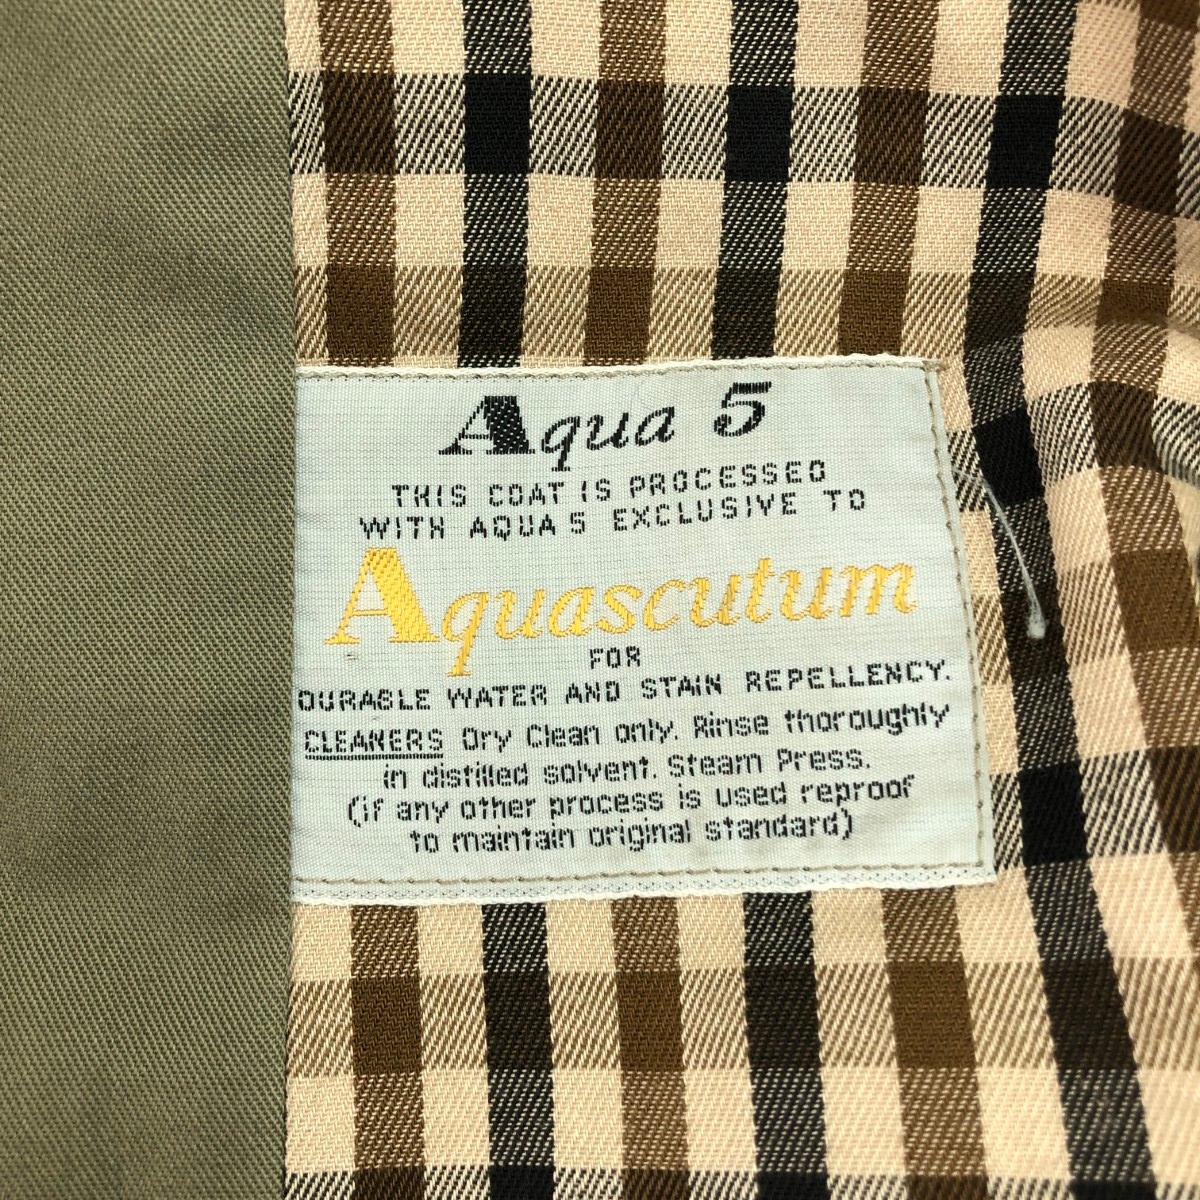 Aqua 5
THIS COAT IS PROCESSED
WITH AQUA 5 EXCLUSIVE TO
Aquascutum
FOR
DURABLE WATER AND STAIN REPELLENCY.
CLEANERS Dry Clean only. Rinse thoroughly
in distilled solvent. Steam Press.
(if any other process is used reproof
to maintain original standard)